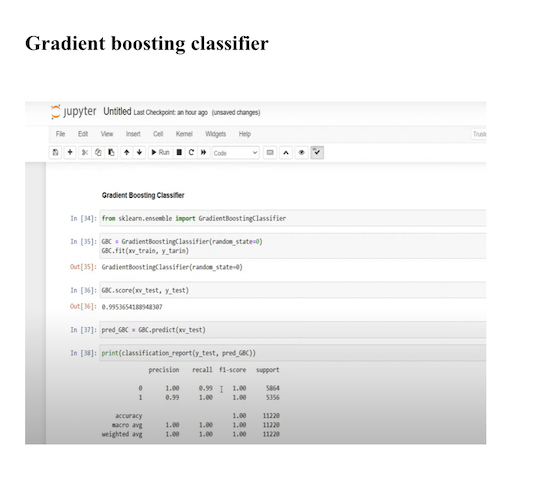 Gradient boosting classifier
jupyter Untitled Last Checkpoint: an hour ago (unsaved changes)
File Edit View Insert Cell Kernel Widgets Help
Run Code
Gradient Boosting Classifier
In [34]: from sklearn.ensemble import GradientBoostingClassifier
In [35]: GBC = GradientBoostingClassifier(random_state=0)
GBC.fit(xv_train, y_tarin)
Out[35]: GradientBoostingClassifier(random_state=0)
In [36]: GBC.score(xv_test, y_test)
Out[36]: 0.9953654188948307
In [37]: pred_GBC = GBC.predict(xv_test)
In [38]: print(classification_report(y_test, pred_GBC))
precision recall f1-score support
0 1.00 0.99 1.00 5864
1 0.99 1.00 1.00 5356
accuracy 1.00 11220
macro avg 1.00 1.00 1.00 11220
weighted avg 1.00 1.00 1.00 11220